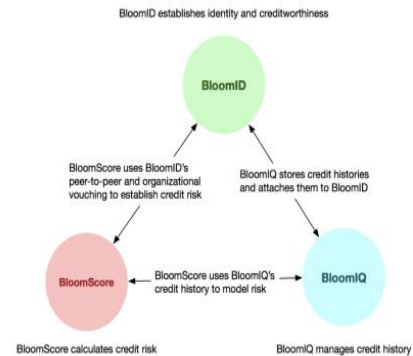 BloomID establishes identity and creditworthiness
BloomID
BloomScore uses BloomID's
peer-to-peer and organizational
vouching to establish credit risk
BloomIQ stores credit histories
and attaches them to BloomID
BloomScore
BloomScore uses BloomIQ's
credit history to model risk
BloomIQ
BloomScore calculates credit risk
BloomIQ manages credit history